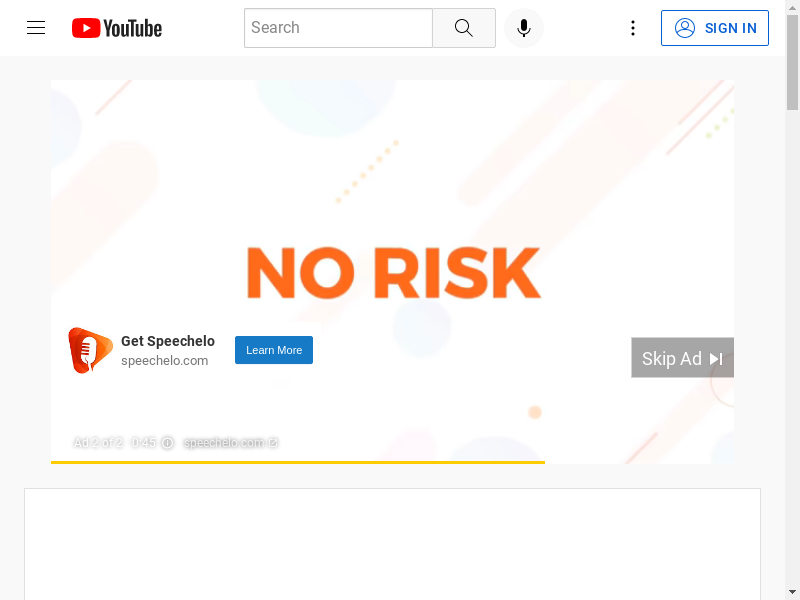 YouTube
Search
SIGN IN
NO RISK
Get Speechelo
speechelo.com
Learn More
Skip Ad
Ad 2 of 2 · 0:45
speechelo.com